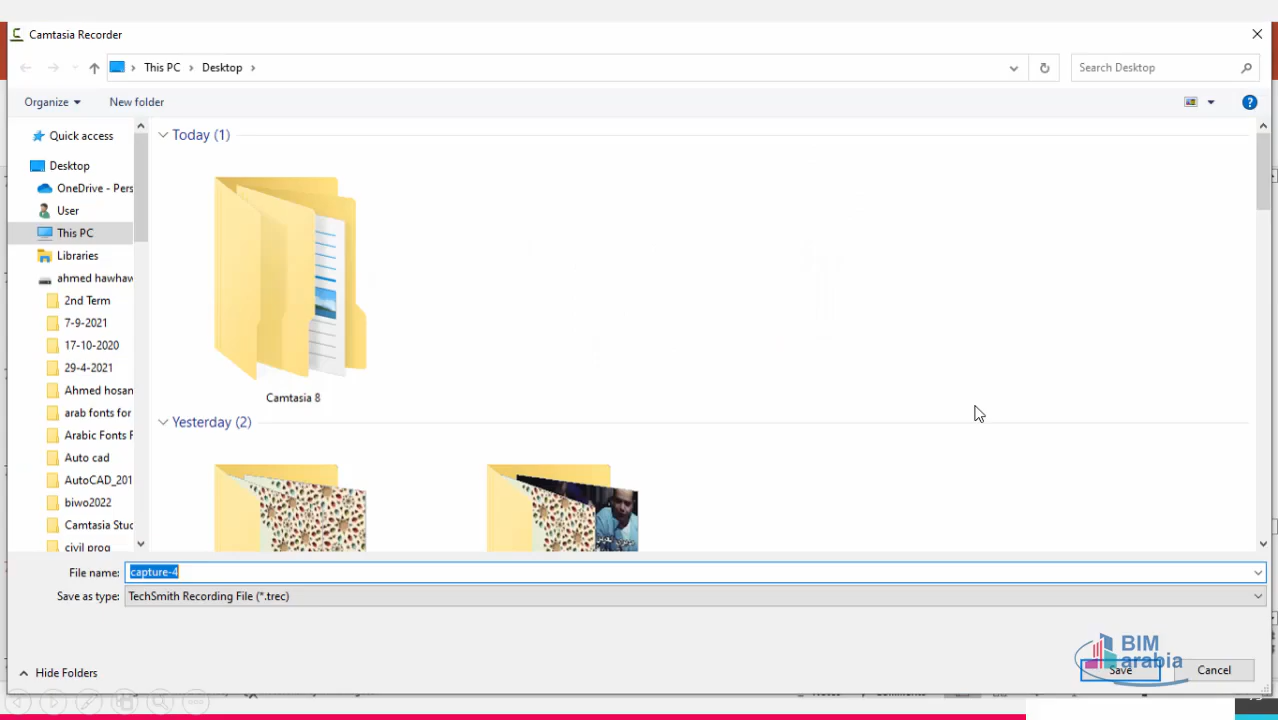 Camtasia Recorder
This PC
Desktop
Search Desktop
Organize
New folder
?
Quick access
Desktop
OneDrive - Pers
User
This PC
Libraries
ahmed hawhaw
2nd Term
7-9-2021
17-10-2020
29-4-2021
Ahmed hosan
arab fonts for
Arabic Fonts F
Auto cad
AutoCAD_201
biwo2022
Camtasia Stud
civil prog
Today (1)
Camtasia 8
Yesterday (2)
File name: capture-4
Save as type: TechSmith Recording File (*.trec)
Hide Folders
BIM
arabia
Save
Cancel